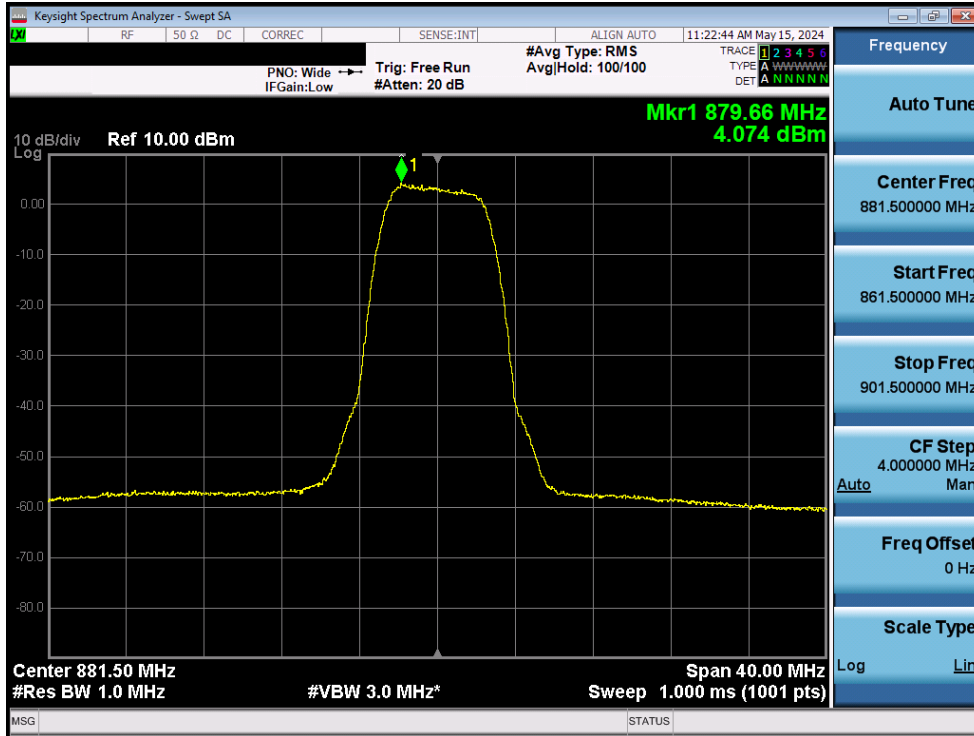 Keysight Spectrum Analyzer - Swept SA
LXI RF 50 Ω DC CORREC SENSE:INT ALIGN AUTO 11:22:44 AM May 15, 2024
PNO: Wide
IFGain:Low
Trig: Free Run
#Atten: 20 dB
#Avg Type: RMS
Avg|Hold: 100/100
TRACE 1 2 3 4 5 6
TYPE A WWWWW
DET A N N N N N
Mkr1 879.66 MHz
4.074 dBm
10 dB/div Ref 10.00 dBm
Log
1
0.00
-10.0
-20.0
-30.0
-40.0
-50.0
-60.0
-70.0
-80.0
Center 881.50 MHz Span 40.00 MHz
#Res BW 1.0 MHz #VBW 3.0 MHz* Sweep 1.000 ms (1001 pts)
MSG STATUS
Frequency
Auto Tune
Center Freq
881.500000 MHz
Start Freq
861.500000 MHz
Stop Freq
901.500000 MHz
CF Step
4.000000 MHz
Auto Man
Freq Offset
0 Hz
Scale Type
Log Lin